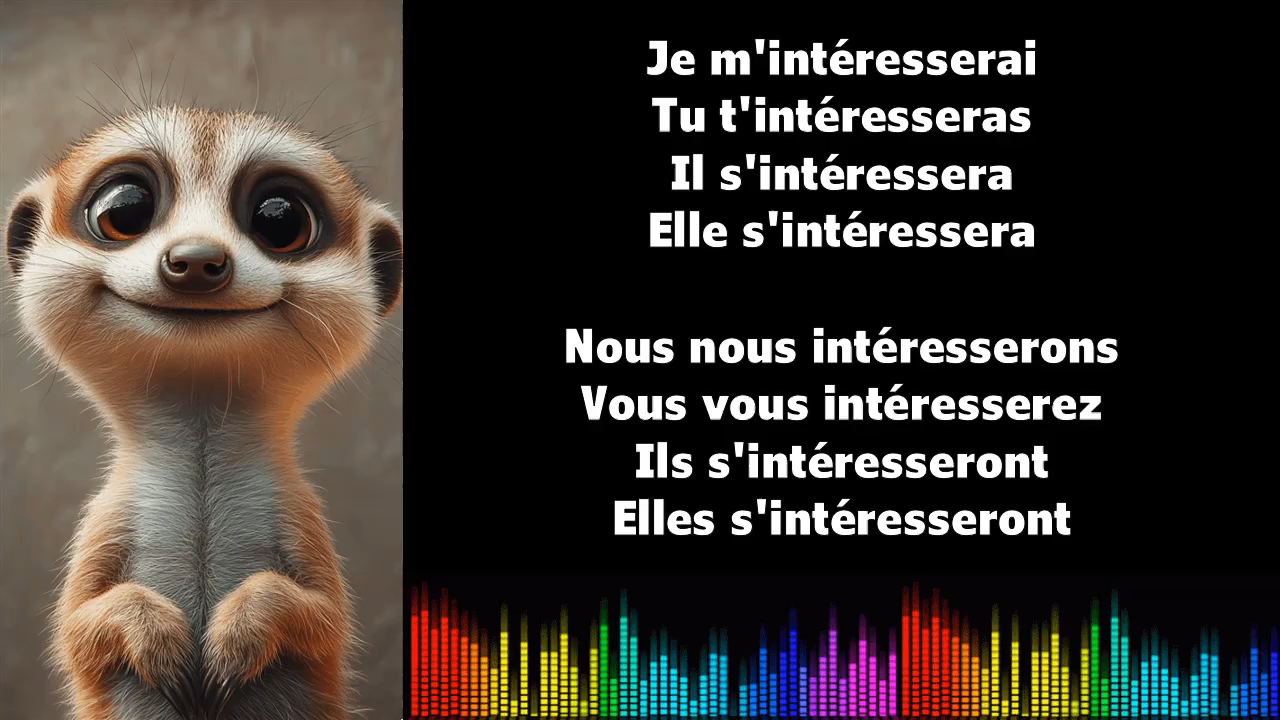 Je m'intéresserai
Tu t'intéresseras
Il s'intéressera
Elle s'intéressera
Nous nous intéresserons
Vous vous intéresserez
Ils s'intéresseront
Elles s'intéresseront